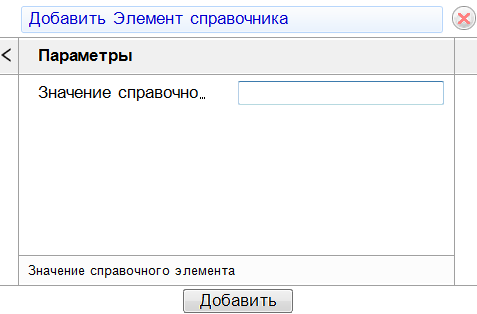 Добавить Элемент справочника
<
Параметры
Значение справочно...
Значение справочного элемента
Добавить